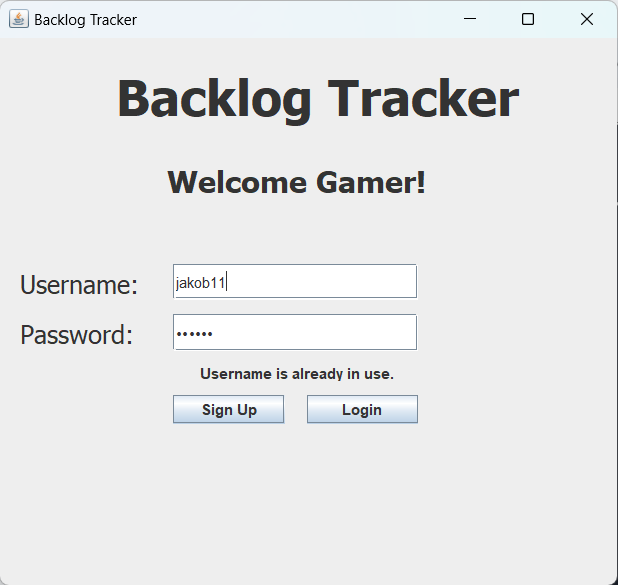 Backlog Tracker
Backlog Tracker
Welcome Gamer!
Username: jakob11
Password: ••••••
Username is already in use.
Sign Up Login